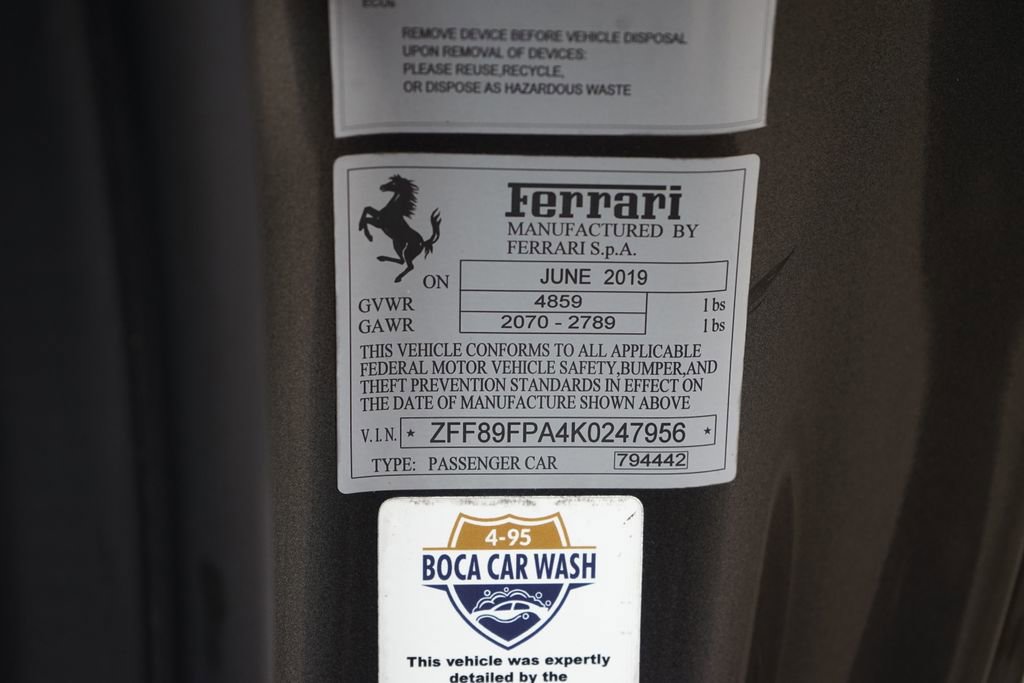 REMOVE DEVICE BEFORE VEHICLE DISPOSAL
UPON REMOVAL OF DEVICES:
PLEASE REUSE,RECYCLE,
OR DISPOSE AS HAZARDOUS WASTE
Ferrari
MANUFACTURED BY
FERRARI S.p.A.
ON JUNE 2019
GVWR 4859 lbs
GAWR 2070 - 2789 lbs
THIS VEHICLE CONFORMS TO ALL APPLICABLE
FEDERAL MOTOR VEHICLE SAFETY,BUMPER,AND
THEFT PREVENTION STANDARDS IN EFFECT ON
THE DATE OF MANUFACTURE SHOWN ABOVE
V.I.N. * ZFF89FPA4K0247956 *
TYPE: PASSENGER CAR 794442
4-95
BOCA CAR WASH
This vehicle was expertly
detailed by the